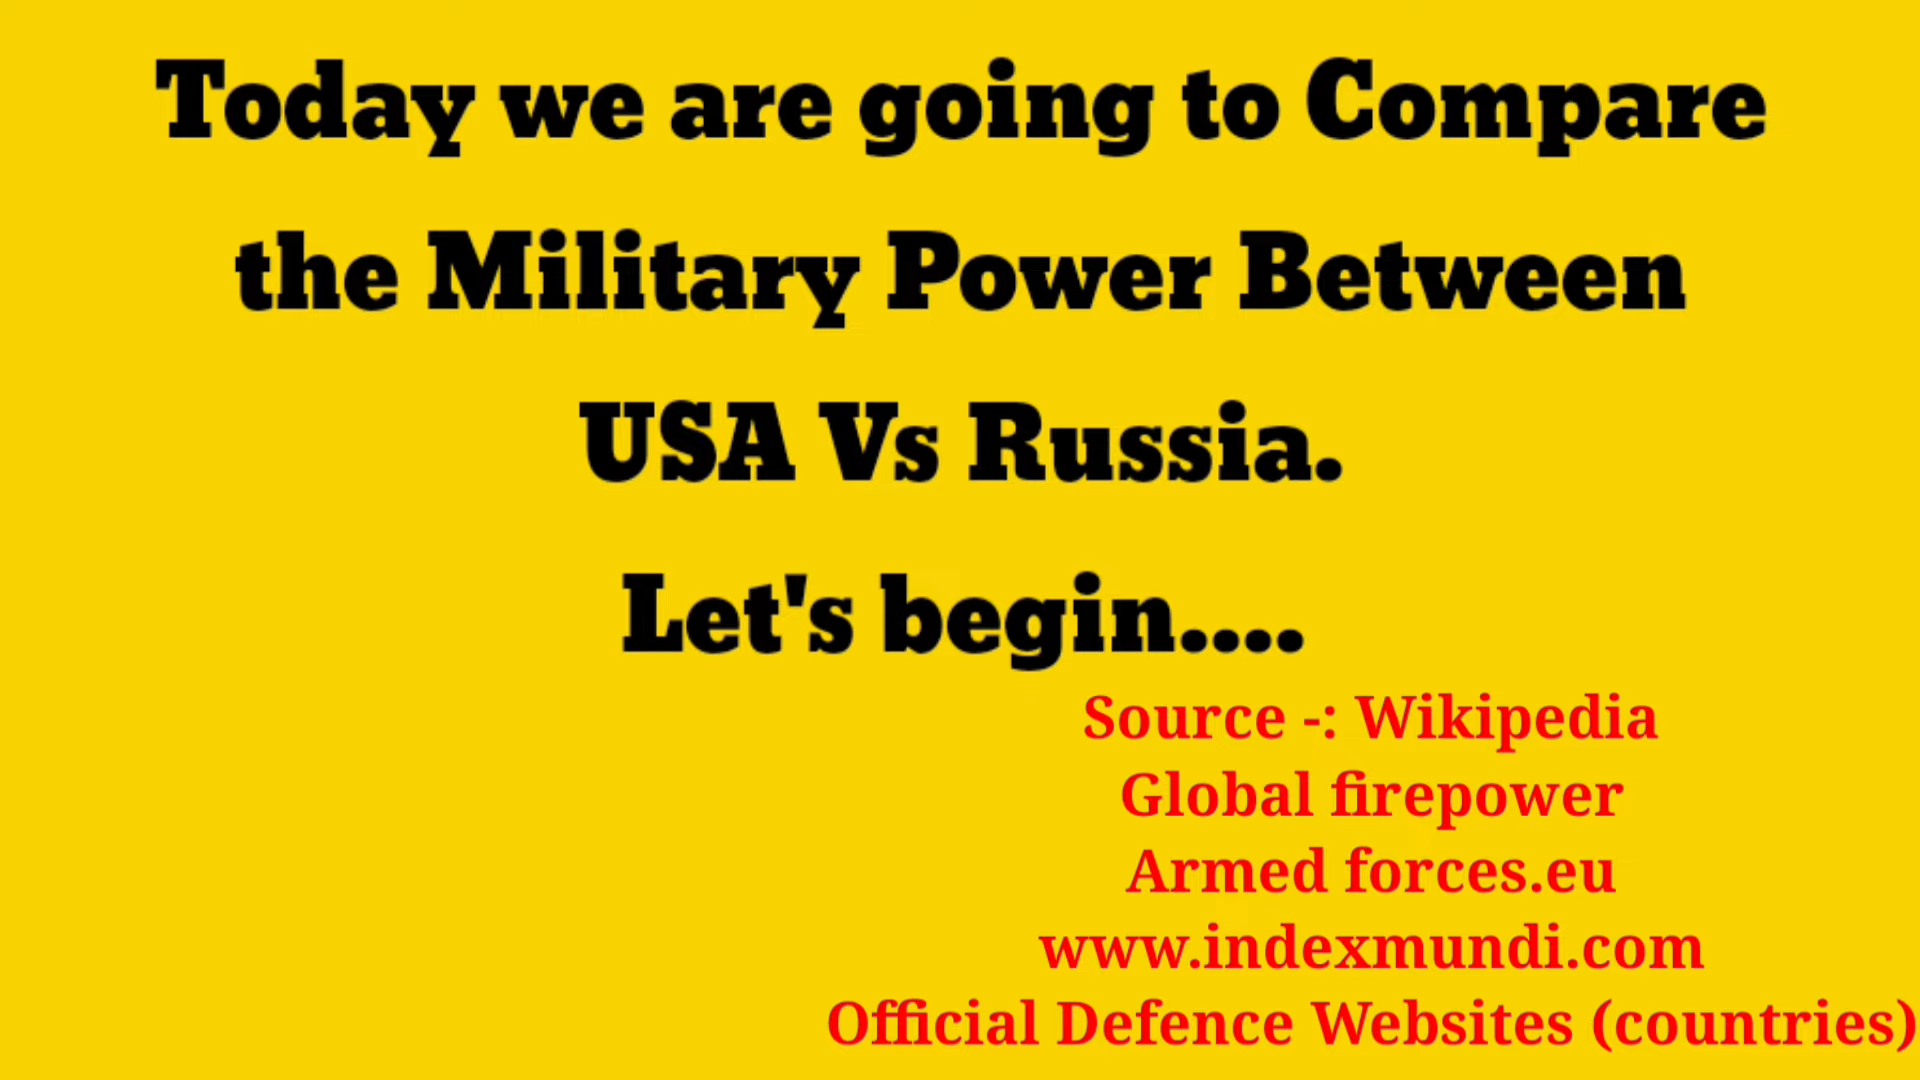 Today we are going to Compare
the Military Power Between
USA Vs Russia.
Let's begin....
Source -: Wikipedia
Global firepower
Armed forces.eu
www.indexmundi.com
Official Defence Websites (countries)